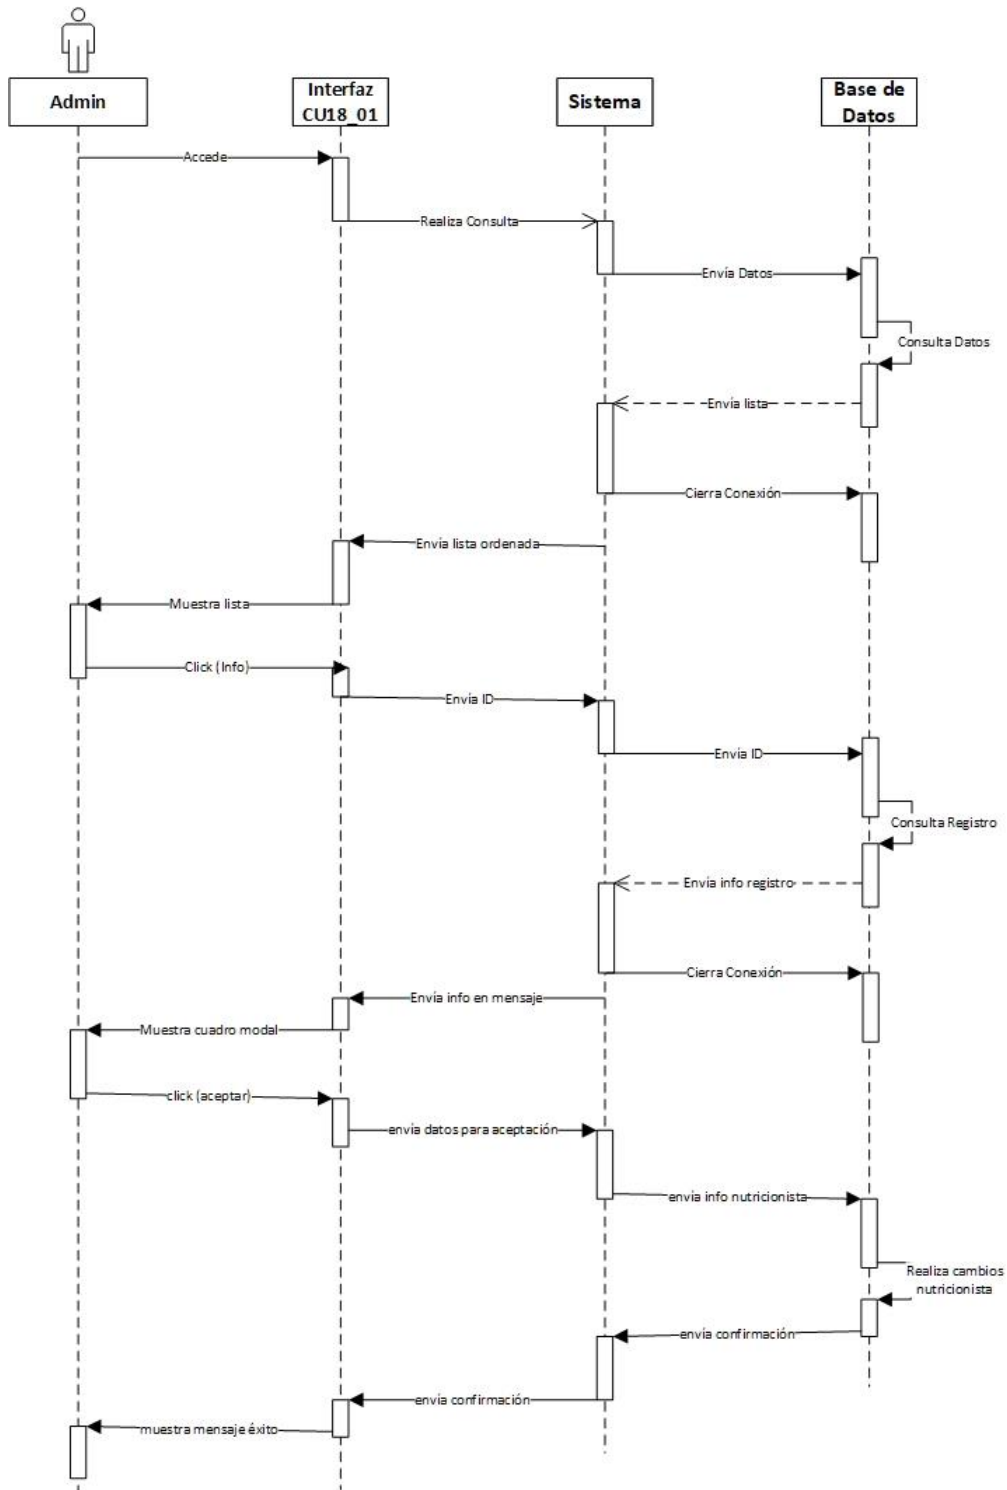 Admin
Interfaz
CU18_01
Sistema
Base de
Datos
Accede
Realiza Consulta
Envía Datos
Consulta Datos
Envía lista
Cierra Conexión
Envía lista ordenada
Muestra lista
Click (Info)
Envía ID
Envía ID
Consulta Registro
Envía info registro
Cierra Conexión
Envía info en mensaje
Muestra cuadro modal
click (aceptar)
envía datos para aceptación
envía info nutricionista
Realiza cambios
nutricionista
envía confirmación
envía confirmación
muestra mensaje éxito